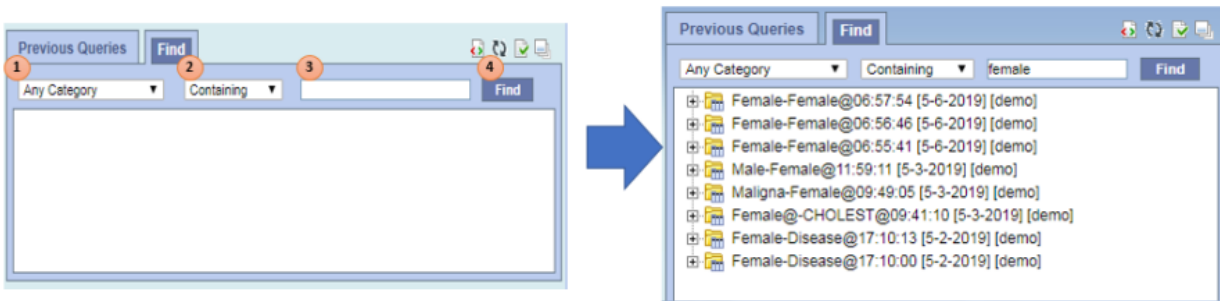 Previous Queries Find
1 2 3 4
Any Category Containing Find
Previous Queries Find
Any Category Containing female Find
Female-Female@06:57:54 [5-6-2019] [demo]
Female-Female@06:56:46 [5-6-2019] [demo]
Female-Female@06:55:41 [5-6-2019] [demo]
Male-Female@11:59:11 [5-3-2019] [demo]
Maligna-Female@09:49:05 [5-3-2019] [demo]
Female@-CHOLEST@09:41:10 [5-3-2019] [demo]
Female-Disease@17:10:13 [5-2-2019] [demo]
Female-Disease@17:10:00 [5-2-2019] [demo]